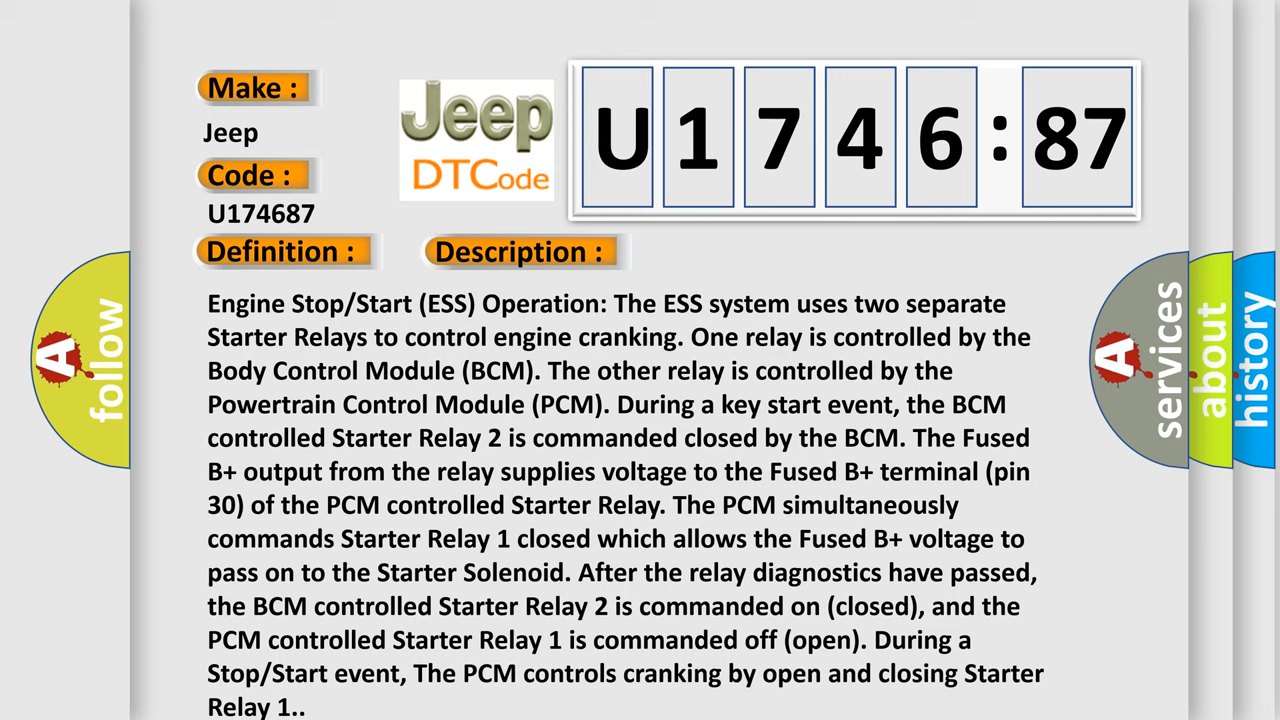 Make :
Jeep
Code :
U174687
Definition :
Description :
Jeep
DTCode
U1746:87
Engine Stop/Start (ESS) Operation: The ESS system uses two separate
Starter Relays to control engine cranking. One relay is controlled by the
Body Control Module (BCM). The other relay is controlled by the
Powertrain Control Module (PCM). During a key start event, the BCM
controlled Starter Relay 2 is commanded closed by the BCM. The Fused
B+ output from the relay supplies voltage to the Fused B+ terminal (pin
30) of the PCM controlled Starter Relay. The PCM simultaneously
commands Starter Relay 1 closed which allows the Fused B+ voltage to
pass on to the Starter Solenoid. After the relay diagnostics have passed,
the BCM controlled Starter Relay 2 is commanded on (closed), and the
PCM controlled Starter Relay 1 is commanded off (open). During a
Stop/Start event, The PCM controls cranking by open and closing Starter
Relay 1..
A
follow
A
services
about
history